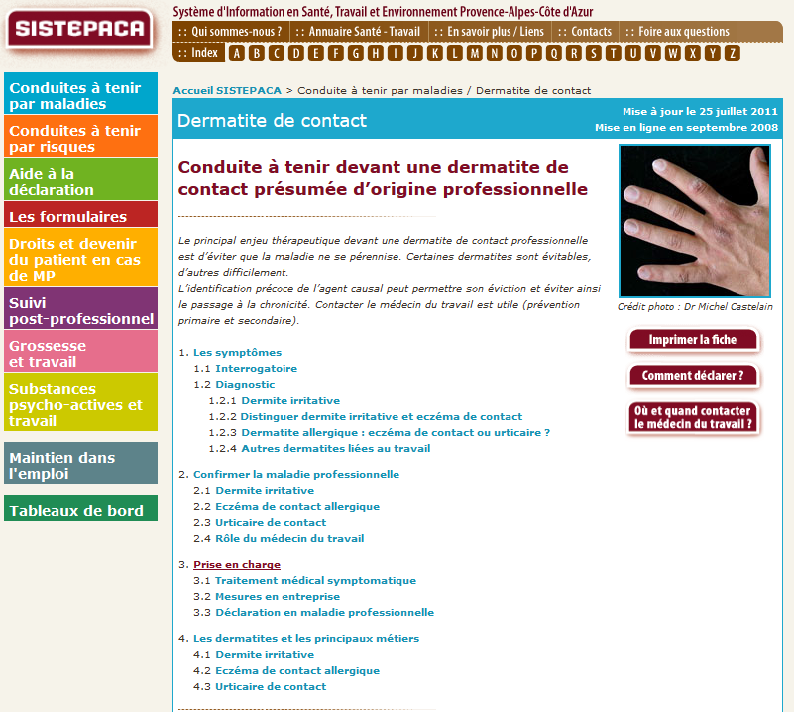 SISTEPACA
Système d'Information en Santé, Travail et Environnement Provence-Alpes-Côte d'Azur
:: Qui sommes-nous ? :: Annuaire Santé - Travail :: En savoir plus / Liens :: Contacts :: Foire aux questions
:: Index A B C D E F G H I J K L M N O P Q R S T U V W X Y Z
Conduites à tenir
par maladies
Conduites à tenir
par risques
Aide à la
déclaration
Les formulaires
Droits et devenir
du patient en cas
de MP
Suivi
post-professionnel
Grossesse
et travail
Substances
psycho-actives et
travail
Maintien dans
l'emploi
Tableaux de bord
Accueil SISTEPACA > Conduite à tenir par maladies / Dermatite de contact
Dermatite de contact
Mise à jour le 25 juillet 2011
Mise en ligne en septembre 2008
Conduite à tenir devant une dermatite de
contact présumée d’origine professionnelle
Le principal enjeu thérapeutique devant une dermatite de contact professionnelle
est d’éviter que la maladie ne se pérennise. Certaines dermatites sont évitables,
d’autres difficilement.
L’identification précoce de l’agent causal peut permettre son éviction et éviter ainsi
le passage à la chronicité. Contacter le médecin du travail est utile (prévention
primaire et secondaire).
Crédit photo : Dr Michel Castelain
Imprimer la fiche
Comment déclarer ?
Où et quand contacter
le médecin du travail ?
1. Les symptômes
1.1 Interrogatoire
1.2 Diagnostic
1.2.1 Dermite irritative
1.2.2 Distinguer dermite irritative et eczéma de contact
1.2.3 Dermatite allergique : eczéma de contact ou urticaire ?
1.2.4 Autres dermatites liées au travail
2. Confirmer la maladie professionnelle
2.1 Dermite irritative
2.2 Eczéma de contact allergique
2.3 Urticaire de contact
2.4 Rôle du médecin du travail
3. Prise en charge
3.1 Traitement médical symptomatique
3.2 Mesures en entreprise
3.3 Déclaration en maladie professionnelle
4. Les dermatites et les principaux métiers
4.1 Dermite irritative
4.2 Eczéma de contact allergique
4.3 Urticaire de contact